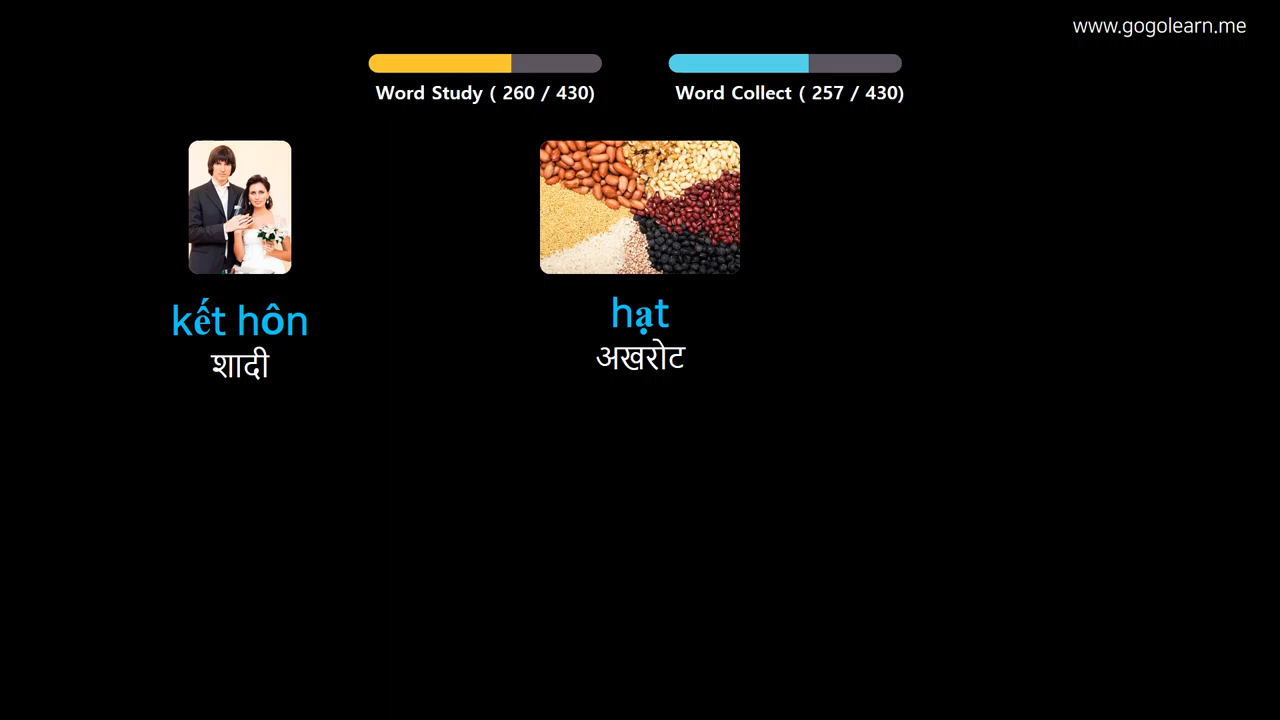 www.gogolearn.me
Word Study ( 260 / 430)
Word Collect ( 257 / 430)
kết hôn
शादी
hạt
अखरोट